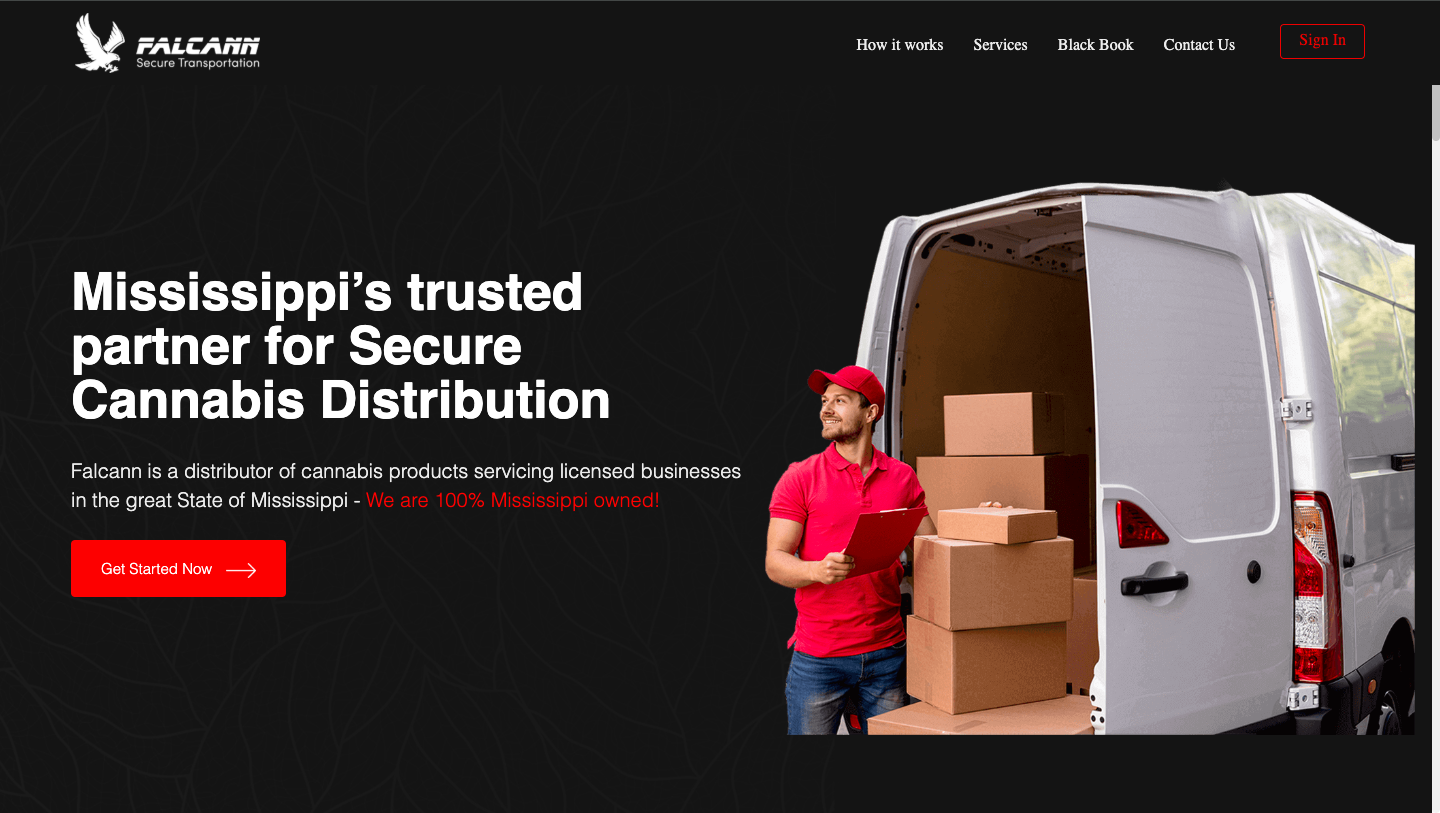 FALCANN
Secure Transportation
How it works
Services
Black Book
Contact Us
Sign In
Mississippi’s trusted
partner for Secure
Cannabis Distribution
Falcann is a distributor of cannabis products servicing licensed businesses
in the great State of Mississippi - We are 100% Mississippi owned!
Get Started Now